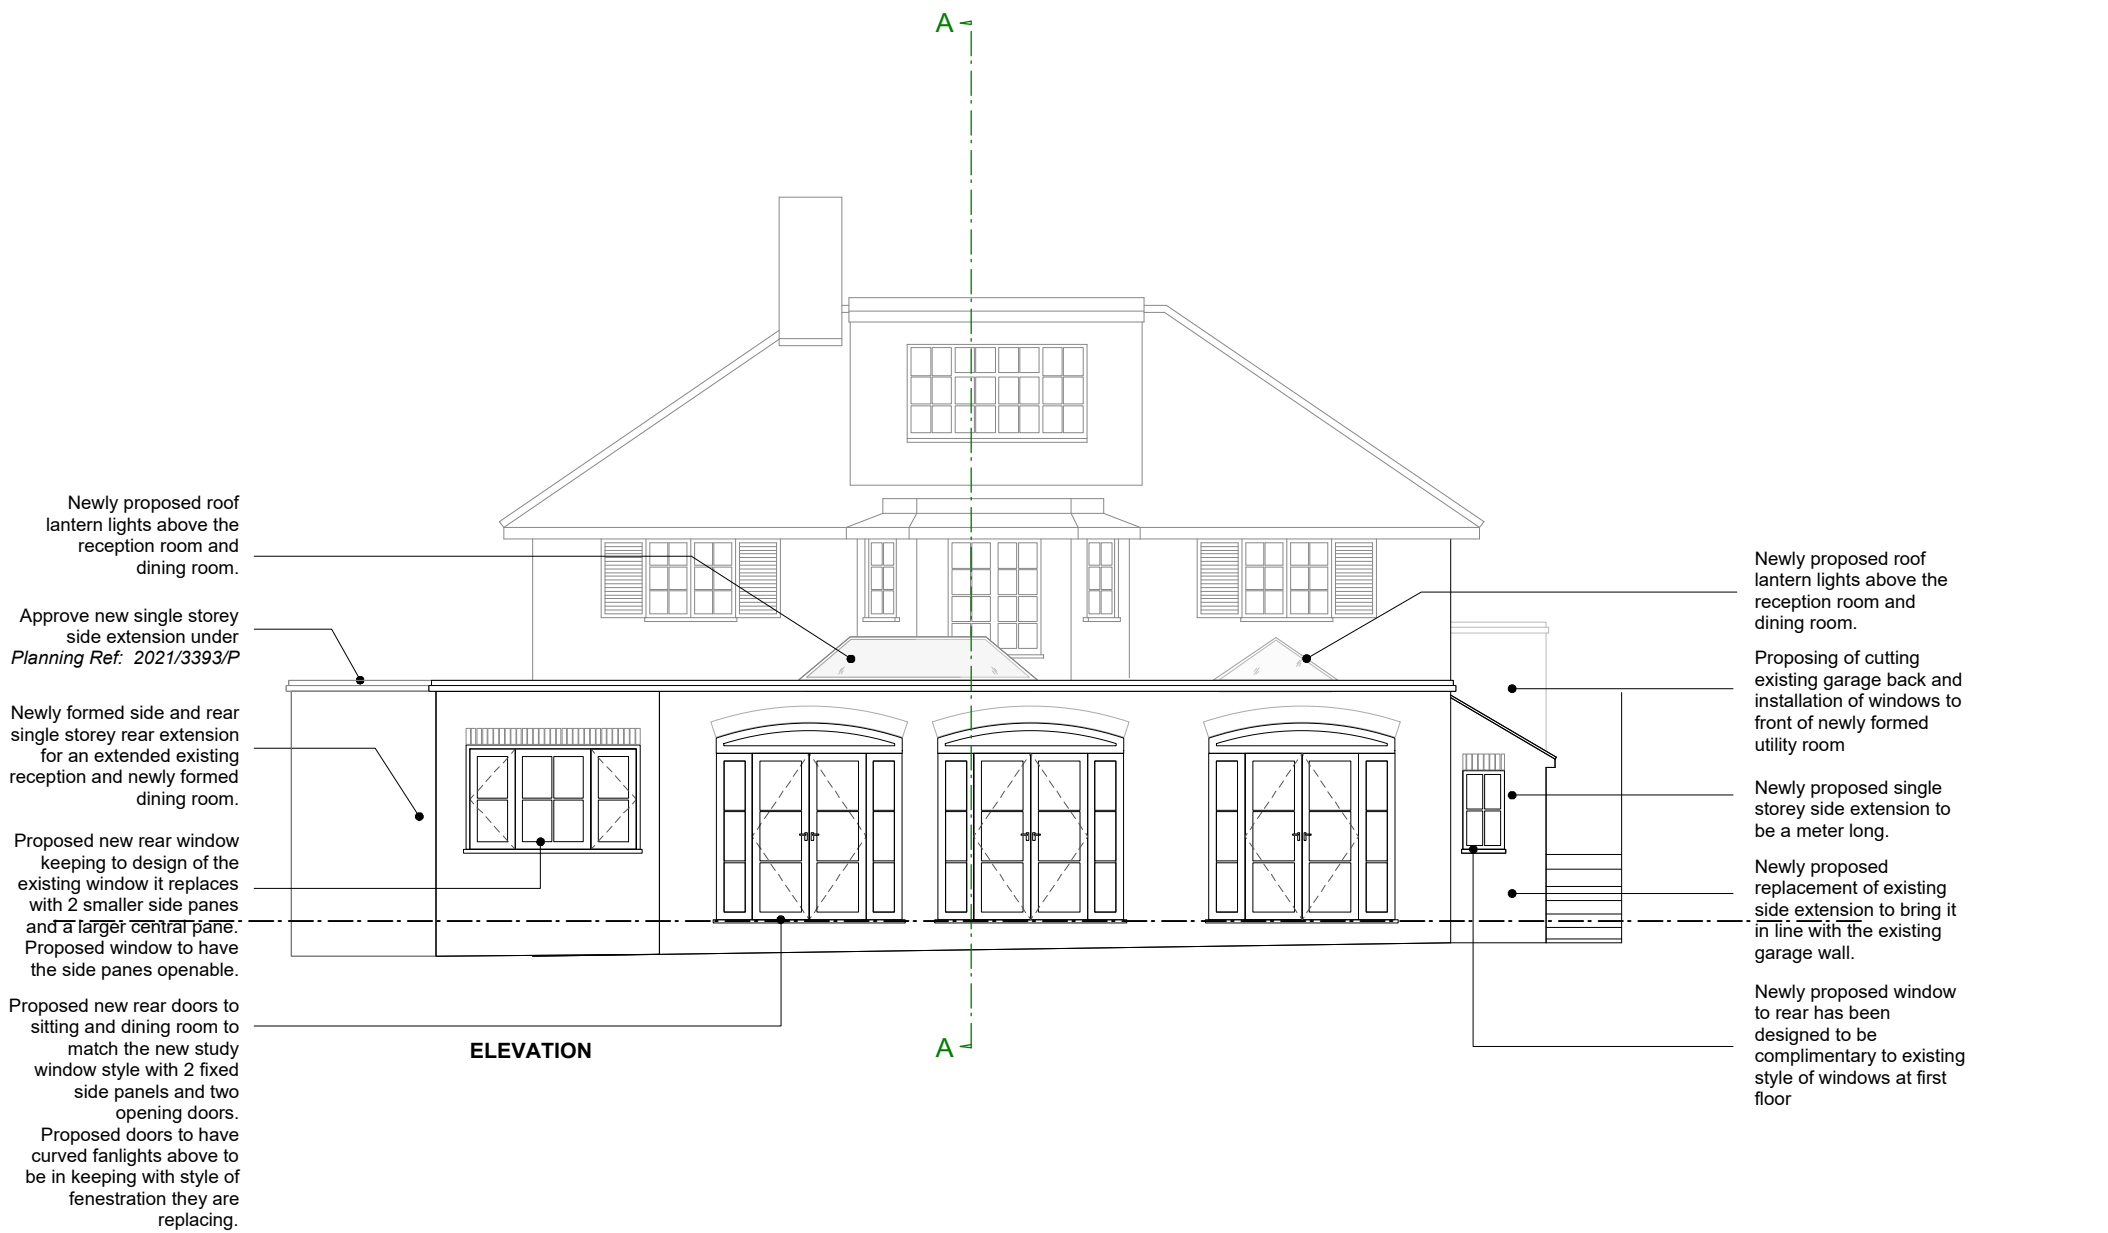 A
Newly proposed roof
lantern lights above the
reception room and
dining room.
Approve new single storey
side extension under
Planning Ref: 2021/3393/P
Newly formed side and rear
single storey rear extension
for an extended existing
reception and newly formed
dining room.
Proposed new rear window
keeping to design of the
existing window it replaces
with 2 smaller side panes
and a larger central pane.
Proposed window to have
the side panes openable.
Proposed new rear doors to
sitting and dining room to
match the new study
window style with 2 fixed
side panels and two
opening doors.
Proposed doors to have
curved fanlights above to
be in keeping with style of
fenestration they are
replacing.
ELEVATION
A
Newly proposed roof
lantern lights above the
reception room and
dining room.
Proposing of cutting
existing garage back and
installation of windows to
front of newly formed
utility room
Newly proposed single
storey side extension to
be a meter long.
Newly proposed
replacement of existing
side extension to bring it
in line with the existing
garage wall.
Newly proposed window
to rear has been
designed to be
complimentary to existing
style of windows at first
floor